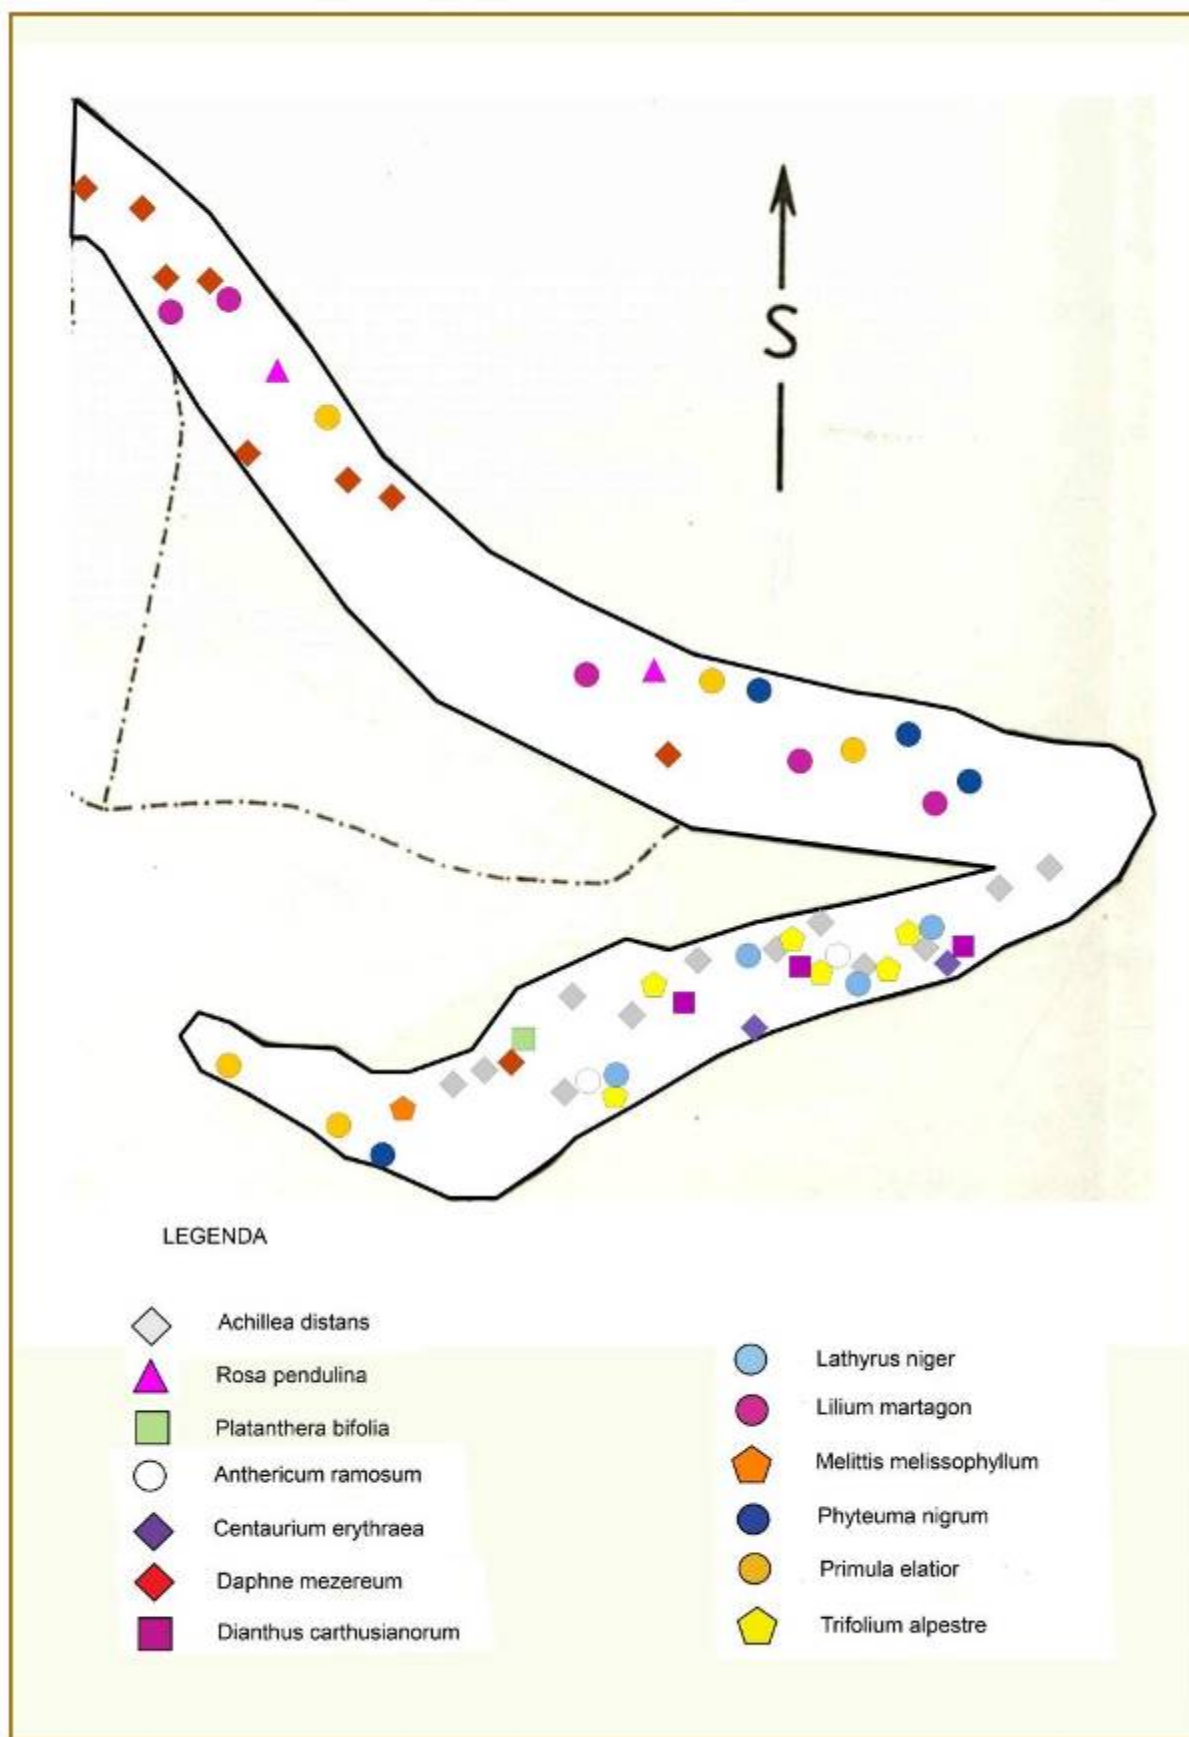 S
LEGENDA
Achillea distans
Rosa pendulina
Platanthera bifolia
Anthericum ramosum
Centaurium erythraea
Daphne mezereum
Dianthus carthusianorum
Lathyrus niger
Lilium martagon
Melittis melissophyllum
Phyteuma nigrum
Primula elatior
Trifolium alpestre